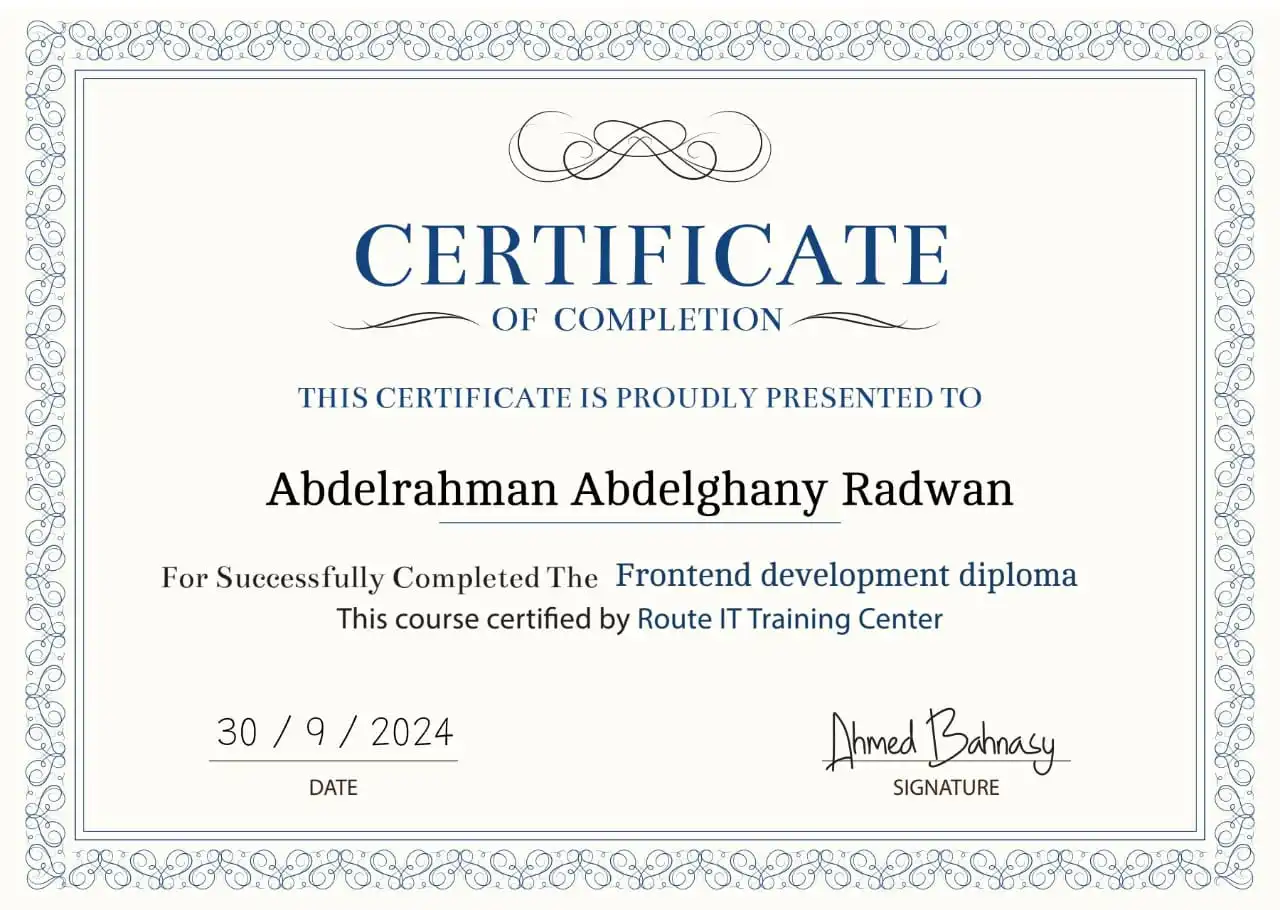 CERTIFICATE
OF COMPLETION
THIS CERTIFICATE IS PROUDLY PRESENTED TO
Abdelrahman Abdelghany Radwan
For Successfully Completed The Frontend development diploma
This course certified by Route IT Training Center
30 / 9 / 2024
Ahmed Bahnasy
DATE
SIGNATURE